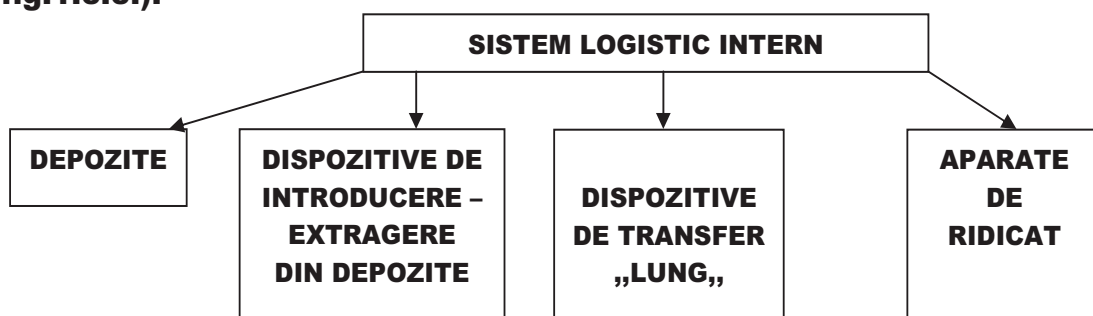 SISTEM LOGISTIC INTERN
DEPOZITE
DISPOZITIVE DE
INTRODUCERE –
EXTRAGERE
DIN DEPOZITE
DISPOZITIVE
DE TRANSFER
,,LUNG,,
APARATE
DE
RIDICAT